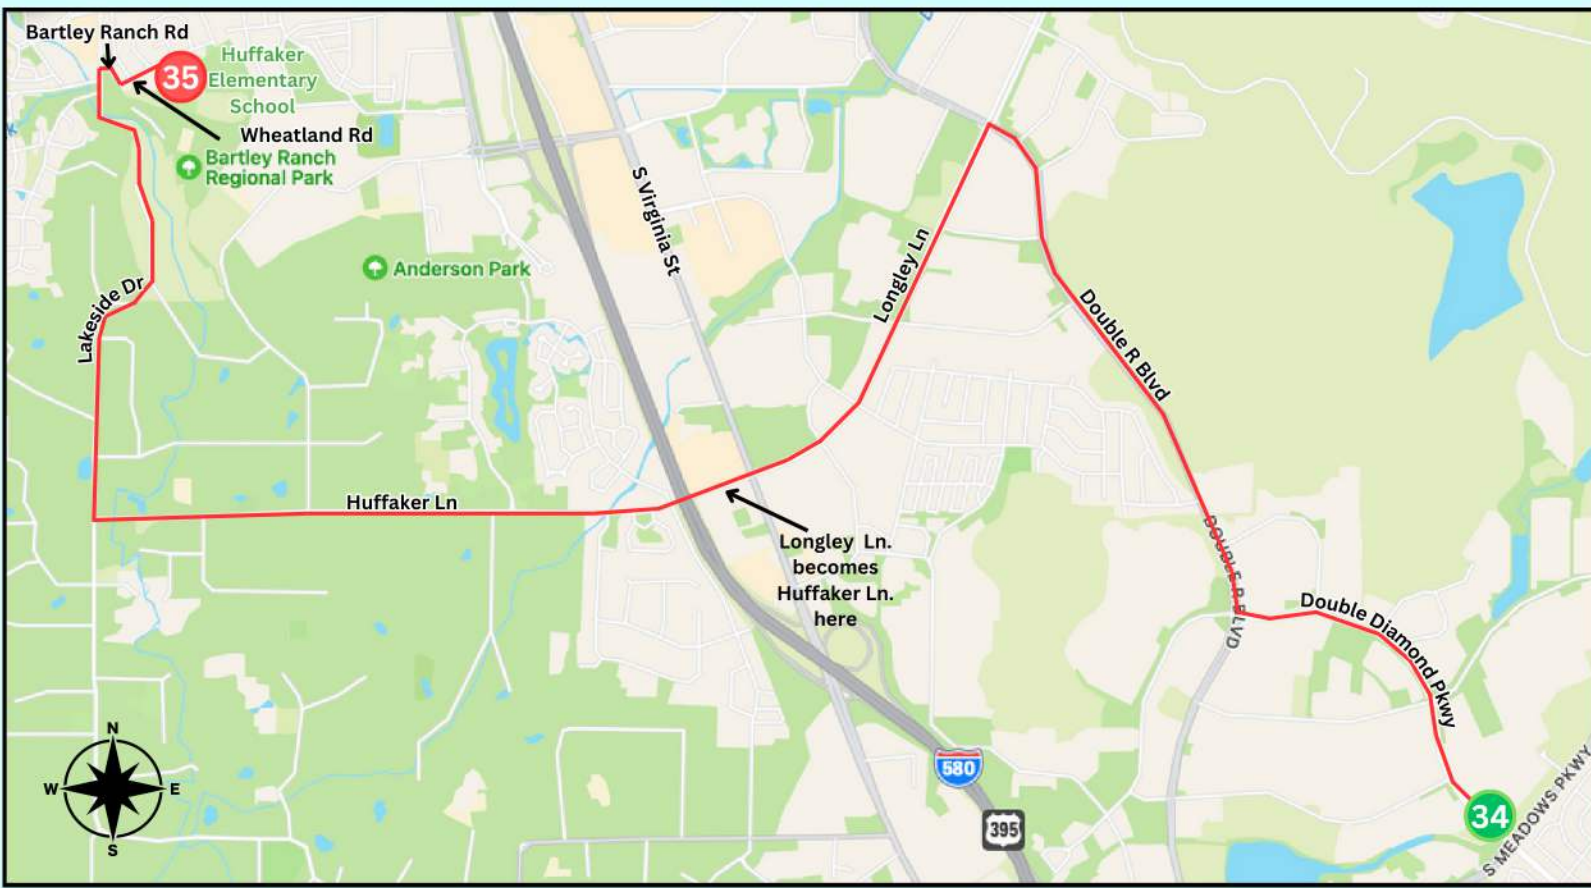 Bartley Ranch Rd
35
Huffaker
Elementary
School
Wheatland Rd
Bartley Ranch
Regional Park
S Virginia St
Anderson Park
Longley Ln
Lakeside Dr
Double R Blvd
Huffaker Ln
Longley Ln.
becomes
Huffaker Ln.
here
DOUBLE R BLVD
Double Diamond Pkwy
N
W
E
S
580
395
34
S MEADOWS PKWY